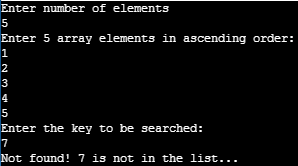 Enter number of elements
5
Enter 5 array elements in ascending order:
1
2
3
4
5
Enter the key to be searched:
7
Not found! 7 is not in the list...